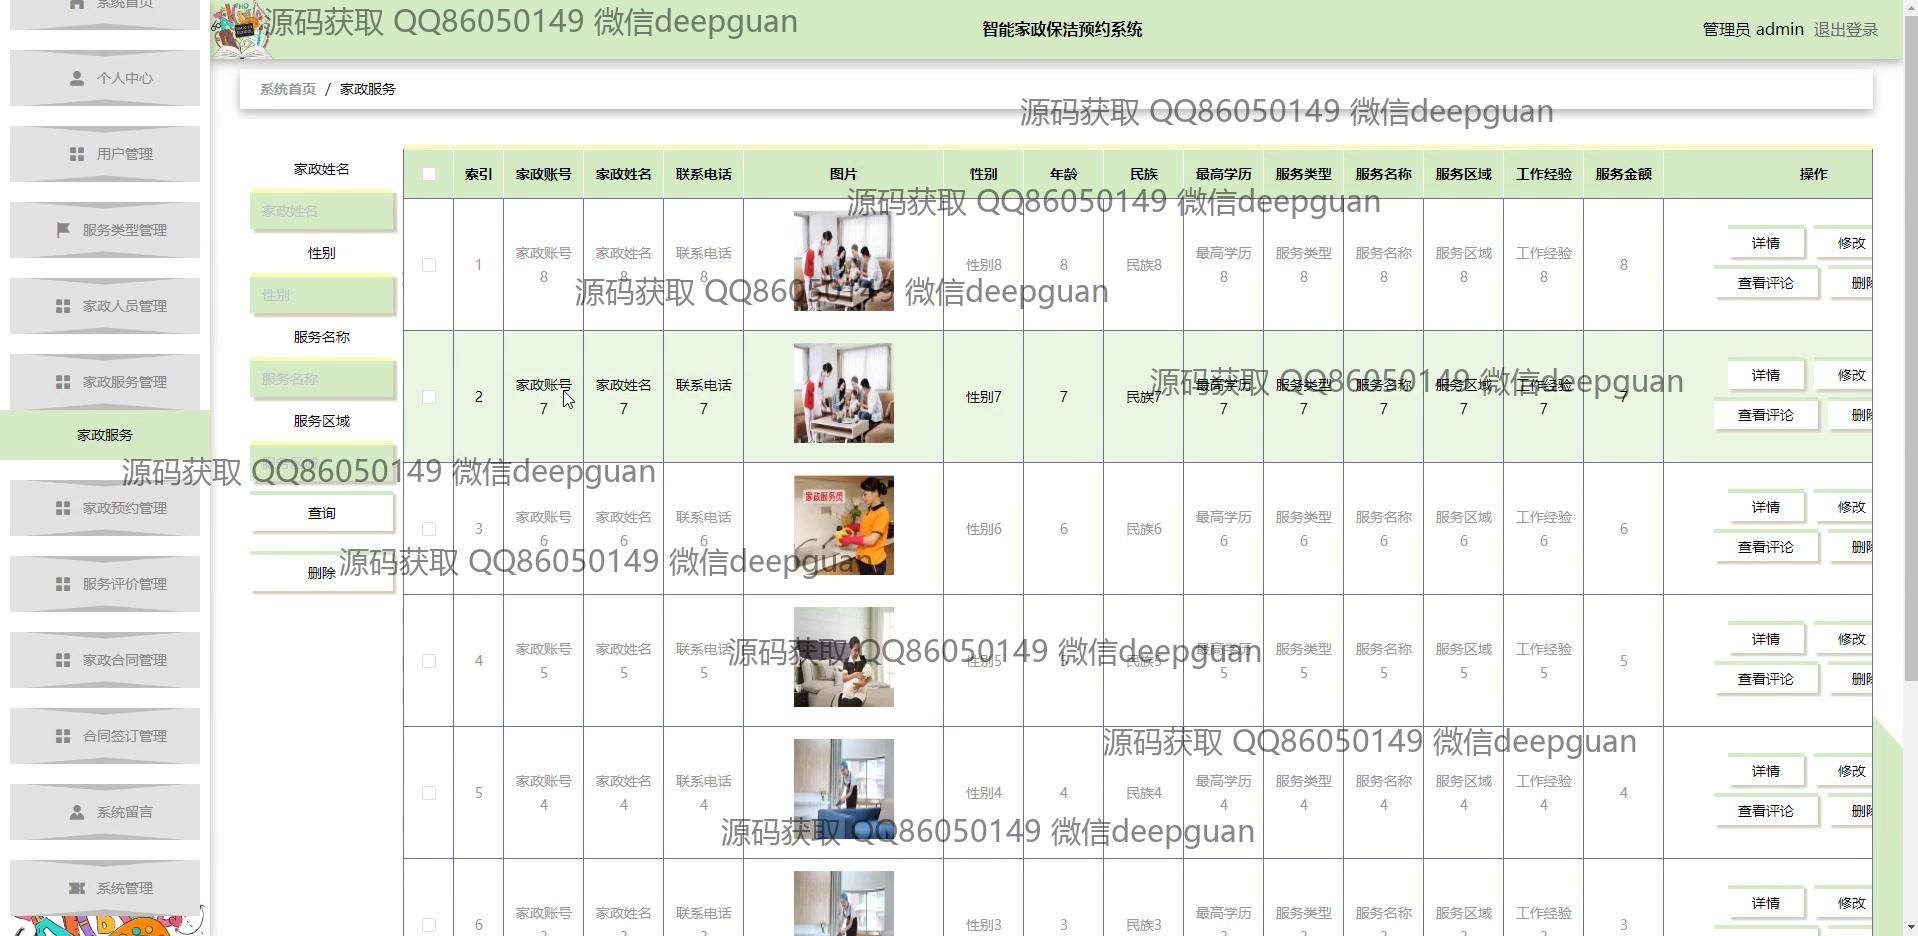 系统首页
源码获取 QQ86050149 微信deepguan
智能家政保洁预约系统
管理员 admin 退出登录
个人中心
用户管理
服务类型管理
家政人员管理
家政服务管理
家政服务
家政预约管理
服务评价管理
家政合同管理
合同签订管理
系统留言
系统管理
系统首页 / 家政服务
源码获取 QQ86050149 微信deepguan
家政姓名
家政姓名
性别
性别
服务名称
服务名称
服务区域
查询
删除
索引 家政账号 家政姓名 联系电话 图片 性别 年龄 民族 最高学历 服务类型 服务名称 服务区域 工作经验 服务金额 操作
源码获取 QQ86050149 微信deepguan
1 家政账号8 家政姓名8 联系电话8 性别8 8 民族8 最高学历8 服务类型8 服务名称8 服务区域8 工作经验8 8 详情 修改
查看评论
源码获取 QQ86050149 微信deepguan
2 家政账号7 家政姓名7 联系电话7 性别7 7 民族7 最高学历7 服务类型7 服务名称7 服务区域7 工作经验7 7 详情 修改
查看评论
源码获取 QQ86050149 微信deepguan
源码获取 QQ86050149 微信deepguan
3 家政账号6 家政姓名6 联系电话6 家政服务员 性别6 6 民族6 最高学历6 服务类型6 服务名称6 服务区域6 工作经验6 6 详情 修改
查看评论
源码获取 QQ86050149 微信deepguan
4 家政账号5 家政姓名5 联系电话5 性别5 民族5 最高学历5 服务类型5 服务名称5 服务区域5 工作经验5 5 详情 修改
查看评论
源码获取 QQ86050149 微信deepguan
源码获取 QQ86050149 微信deepguan
5 家政账号4 家政姓名4 联系电话4 性别4 4 民族4 最高学历4 服务类型4 服务名称4 服务区域4 工作经验4 4 详情 修改
查看评论
源码获取 QQ86050149 微信deepguan
6 家政账号 家政姓名 联系电话 性别3 3 民族3 最高学历 服务类型 服务名称 服务区域 工作经验 3 详情 修改